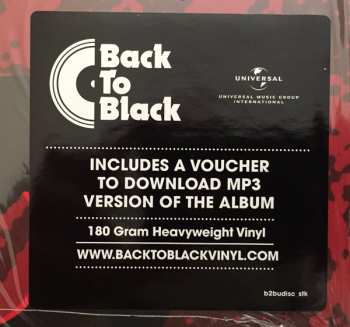 Back
To
Black
UNIVERSAL
UNIVERSAL MUSIC GROUP
INTERNATIONAL
INCLUDES A VOUCHER
TO DOWNLOAD MP3
VERSION OF THE ALBUM
180 Gram Heavyweight Vinyl
WWW.BACKTOBLACKVINYL.COM
b2budisc stk